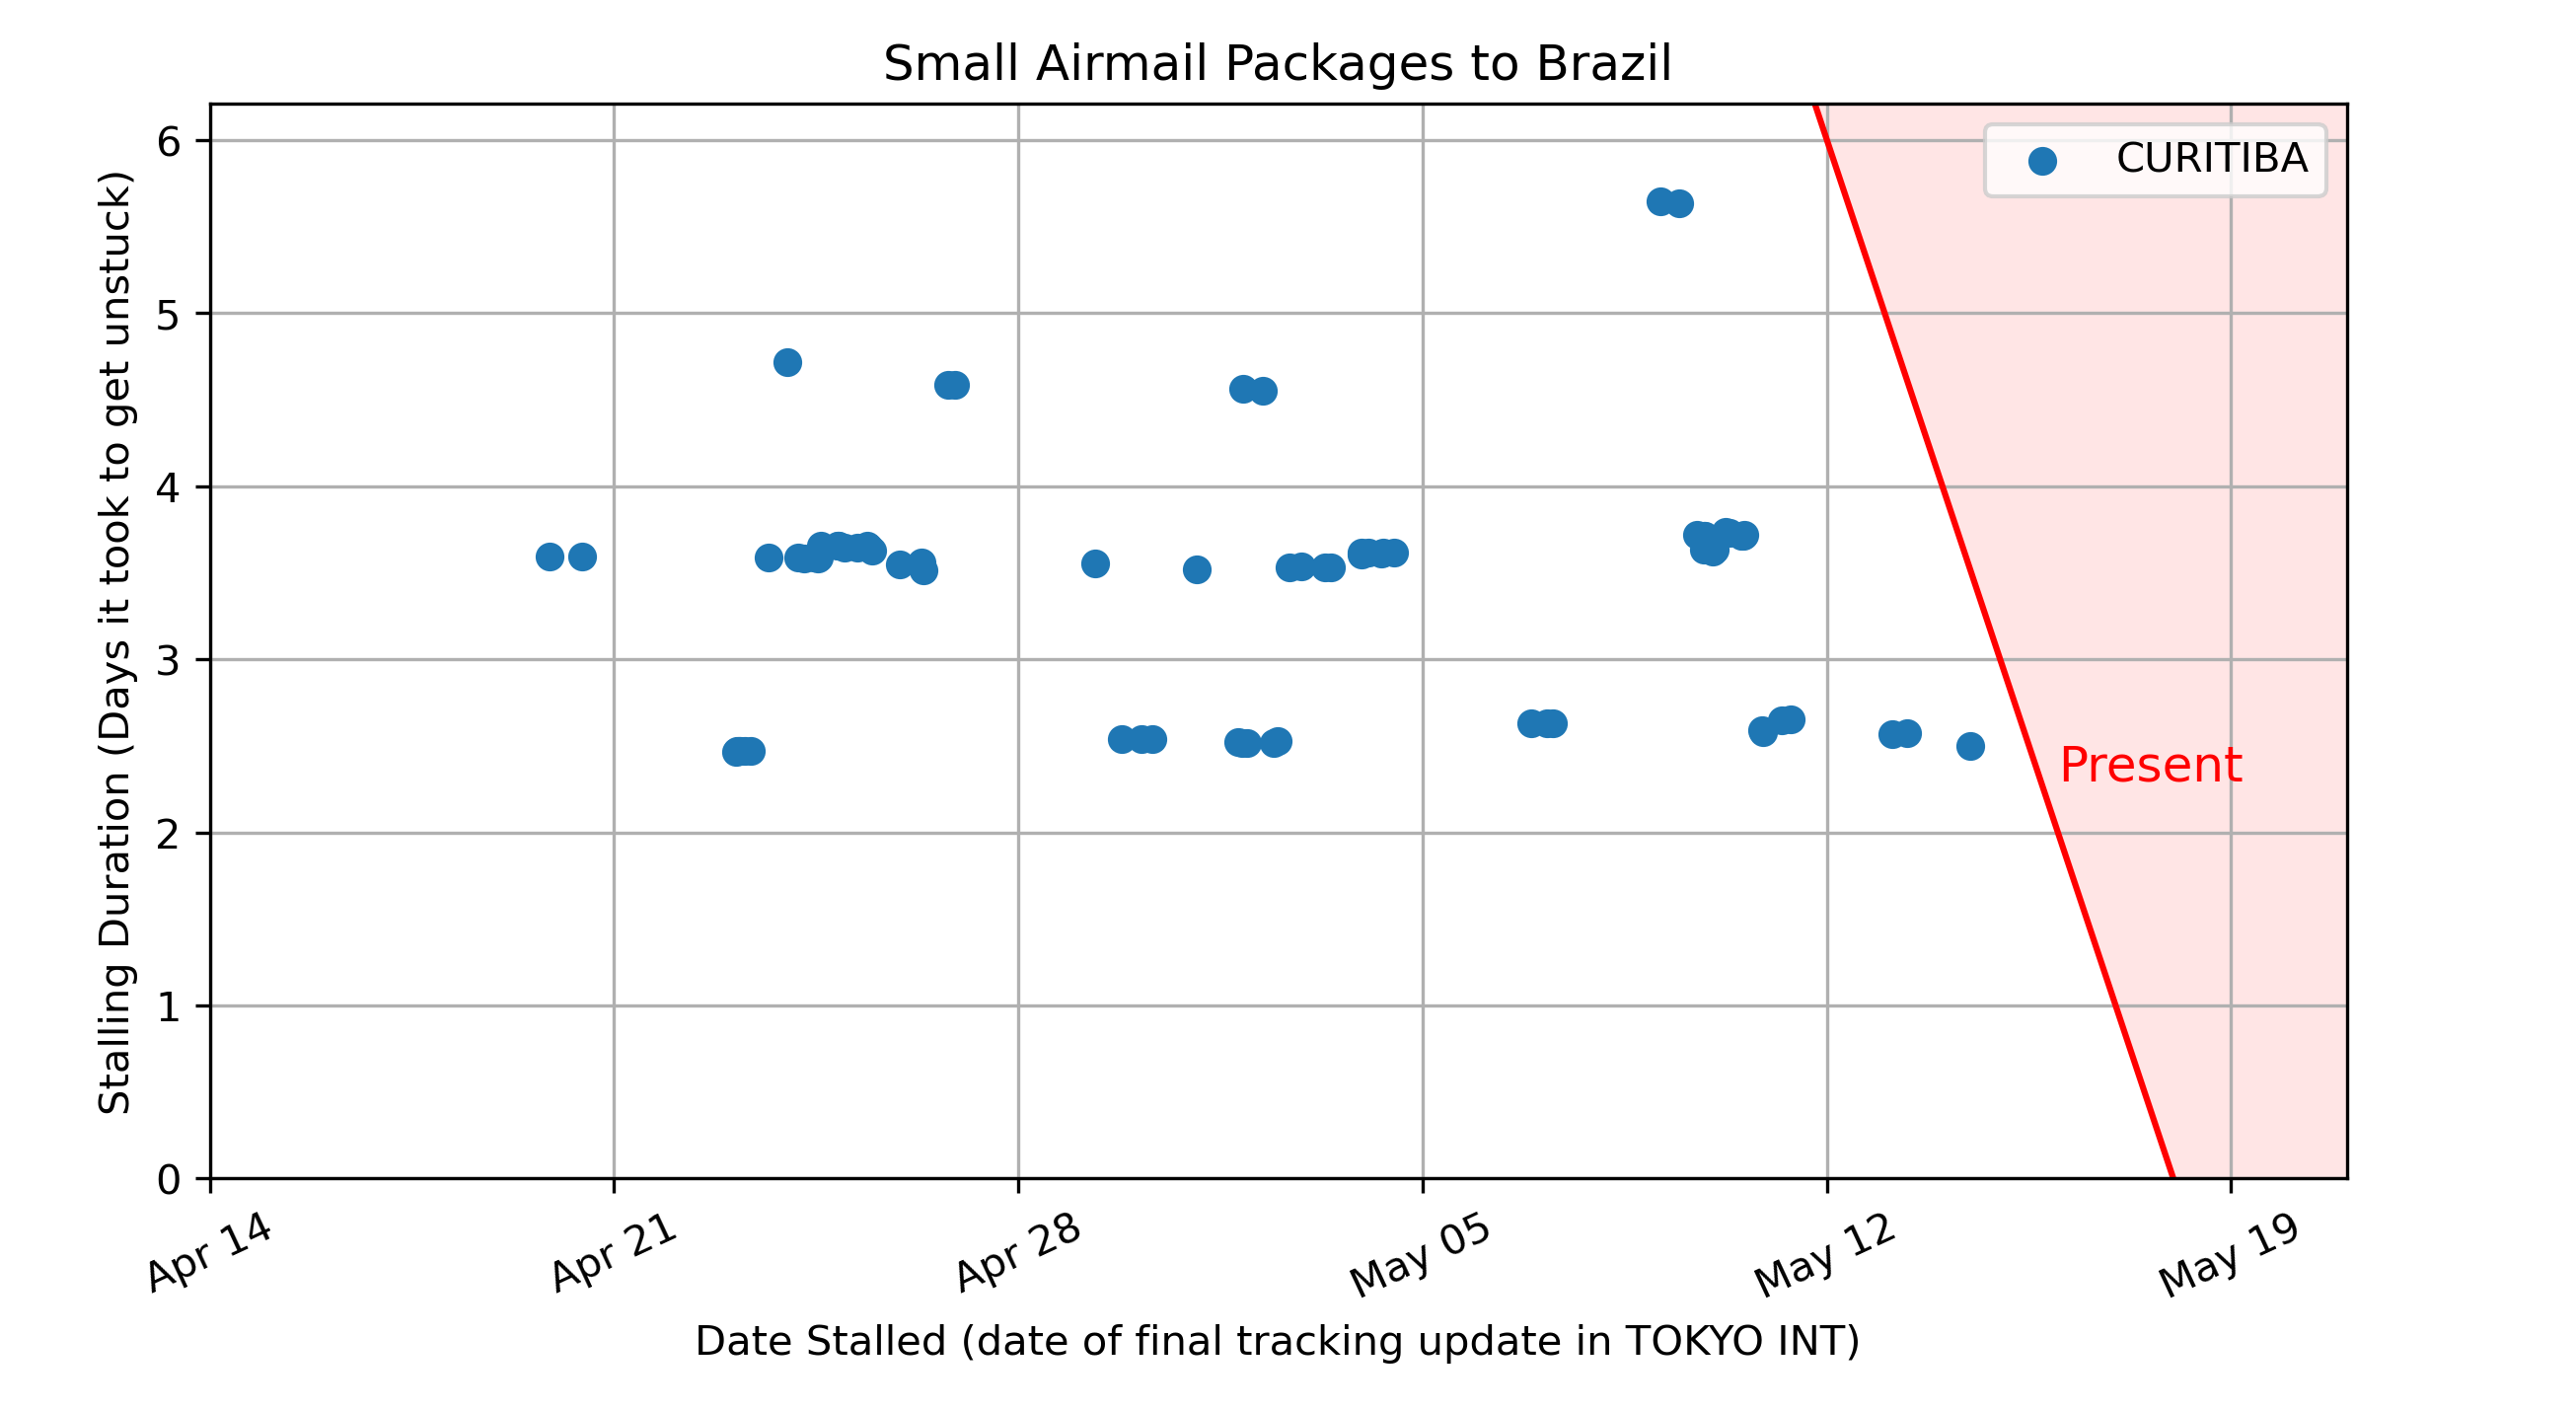 Small Airmail Packages to Brazil
CURITIBA
Present
Stalling Duration (Days it took to get unstuck)
6
5
4
3
2
1
0
Apr 14
Apr 21
Apr 28
May 05
May 12
May 19
Date Stalled (date of final tracking update in TOKYO INT)